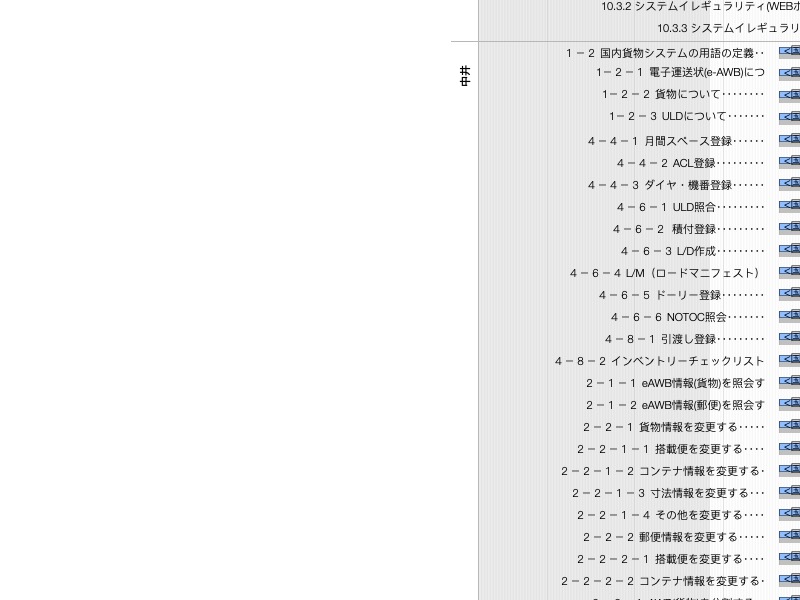 10.3.2 システムイレギュラリティ(WEBボ
10.3.3 システムイレギュラリ
中井
１－２ 国内貨物システムの用語の定義‥
１－２－１ 電子運送状(e-AWB)につ
１－２－２ 貨物について‥‥‥‥
１－２－３ ULDについて‥‥‥‥
４－４－１ 月間スペース登録‥‥‥
４－４－２ ACL登録‥‥‥‥‥
４－４－３ ダイヤ・機番登録‥‥‥
４－６－１ ULD照合‥‥‥‥‥
４－６－２ 積付登録‥‥‥‥‥
４－６－３ L/D作成‥‥‥‥‥
４－６－４ L/M（ロードマニフェスト）
４－６－５ ドーリー登録‥‥‥‥
４－６－６ NOTOC照会‥‥‥‥
４－８－１ 引渡し登録‥‥‥‥‥
４－８－２ インベントリーチェックリスト
２－１－１ eAWB情報(貨物)を照会す
２－１－２ eAWB情報(郵便)を照会す
２－２－１ 貨物情報を変更する‥‥‥
２－２－１－１ 搭載便を変更する‥‥
２－２－１－２ コンテナ情報を変更する･
２－２－１－３ 寸法情報を変更する‥･
２－２－１－４ その他を変更する‥‥
２－２－２ 郵便情報を変更する‥‥･
２－２－２－１ 搭載便を変更する‥‥
２－２－２－２ コンテナ情報を変更する･